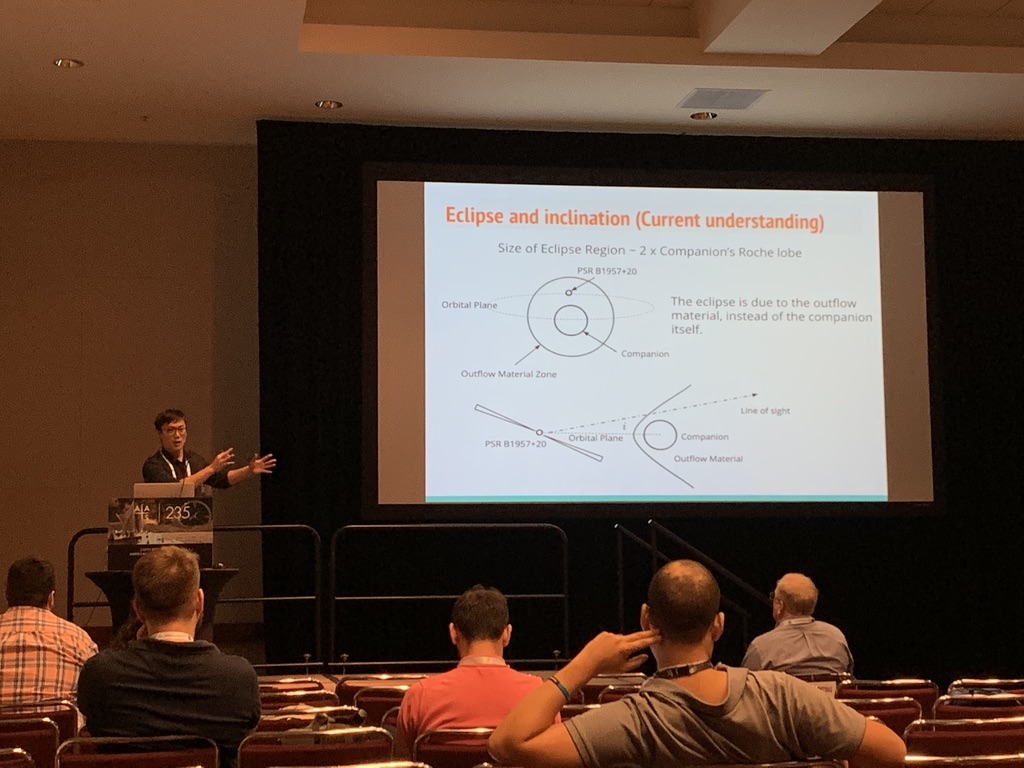 Eclipse and inclination (Current understanding)
Size of Eclipse Region ~ 2 x Companion's Roche lobe
PSR B1957+20
Orbital Plane
The eclipse is due to the outflow
material, instead of the companion
itself.
Companion
Outflow Material Zone
Line of sight
i
PSR B1957+20
Orbital Plane
Companion
Outflow Material
235